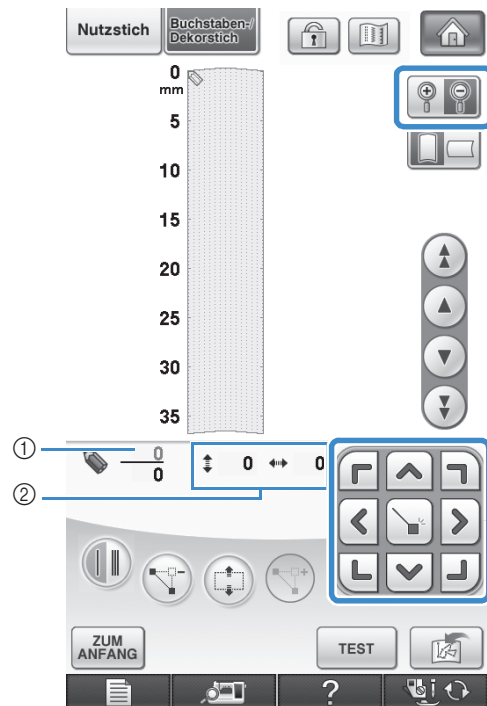 Nutzstich
Buchstaben-/
Dekorstich
0
mm
5
10
15
20
25
30
35
①
0
0
0
0
②
ZUM
ANFANG
TEST
?